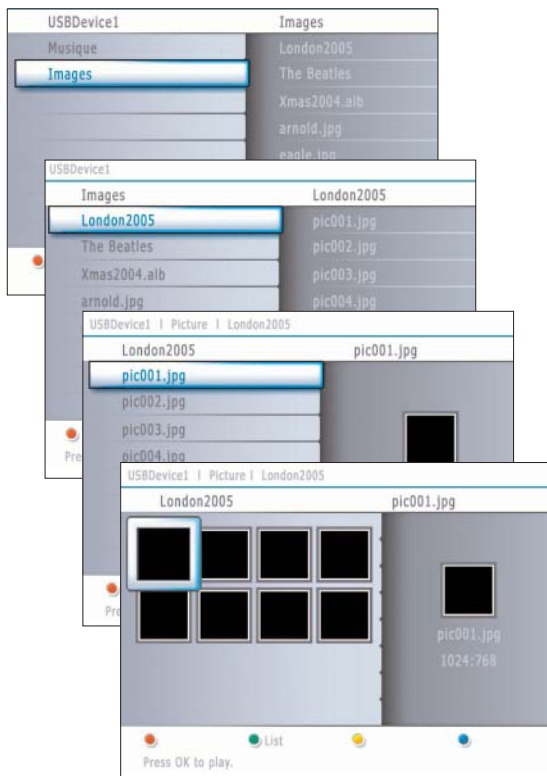 USBDevice1 Images
Musique London2005
Images The Beatles
Xmas2004.alb
arnold.jpg
eagle.jpg
USBDevice1
Images London2005
London2005 pic001.jpg
The Beatles pic002.jpg
Xmas2004.alb pic003.jpg
arnold.jpg pic004.jpg
Pre
USBDevice1 | Picture | London2005
London2005 pic001.jpg
pic001.jpg
pic002.jpg
pic003.jpg
pic004.jpg
Pre
USBDevice1 | Picture | London2005
London2005 pic001.jpg
pic001.jpg
1024:768
List
Press OK to play.